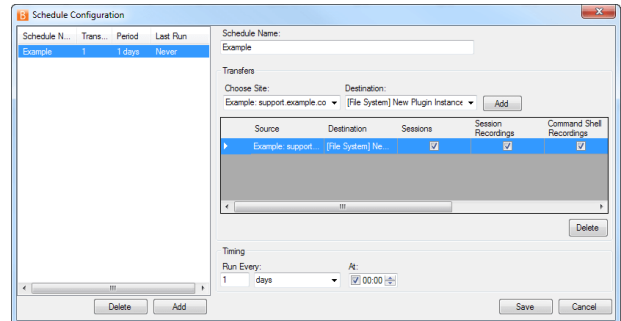 Schedule Configuration
Schedule N... Trans... Period Last Run
Example 1 1 days Never
Delete Add
Schedule Name:
Example
Transfers
Choose Site: Destination:
Example: support.example.co [File System] New Plugin Instance Add
Source Destination Sessions Session Recordings Command Shell Recordings
Example: support... [File System] Ne...
Delete
Timing
Run Every: At:
1 days 00:00
Save Cancel